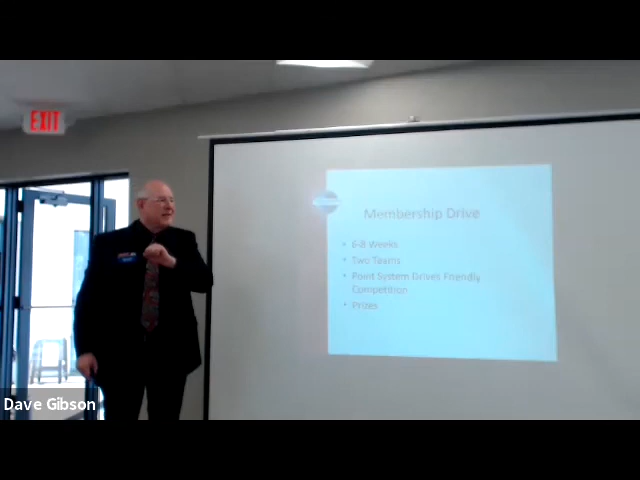 EXIT
Membership Drive
• 6-8 Weeks
• Two Teams
• Point System Drives Friendly
Competition
• Prizes
Dave Gibson